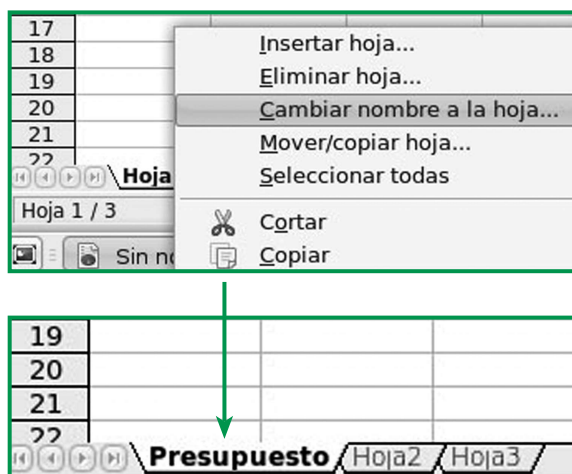 17
18
19
20
21
22
Insertar hoja...
Eliminar hoja...
Cambiar nombre a la hoja...
Mover/copiar hoja...
Seleccionar todas
Cortar
Copiar
Hoja
Hoja 1 / 3
Sin no
19
20
21
22
Presupuesto Hoja2 Hoja3